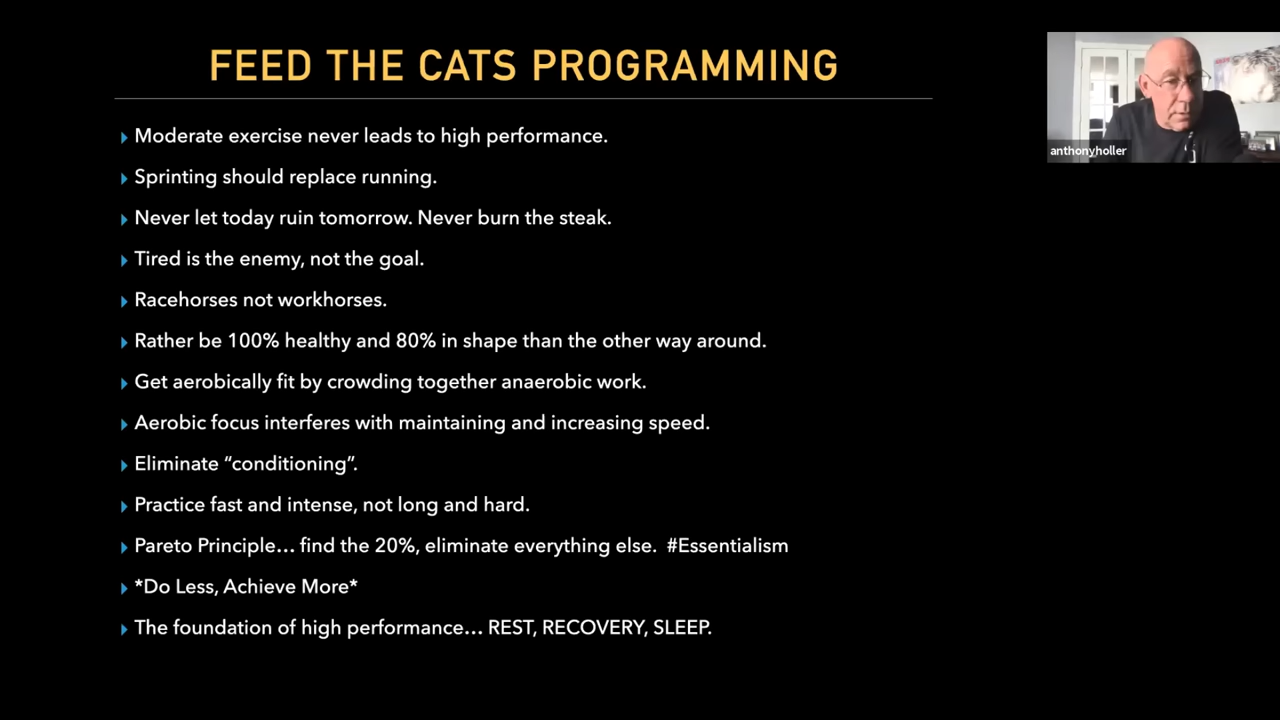 FEED THE CATS PROGRAMMING
anthonyholler
Moderate exercise never leads to high performance.
Sprinting should replace running.
Never let today ruin tomorrow. Never burn the steak.
Tired is the enemy, not the goal.
Racehorses not workhorses.
Rather be 100% healthy and 80% in shape than the other way around.
Get aerobically fit by crowding together anaerobic work.
Aerobic focus interferes with maintaining and increasing speed.
Eliminate “conditioning”.
Practice fast and intense, not long and hard.
Pareto Principle… find the 20%, eliminate everything else. #Essentialism
*Do Less, Achieve More*
The foundation of high performance… REST, RECOVERY, SLEEP.